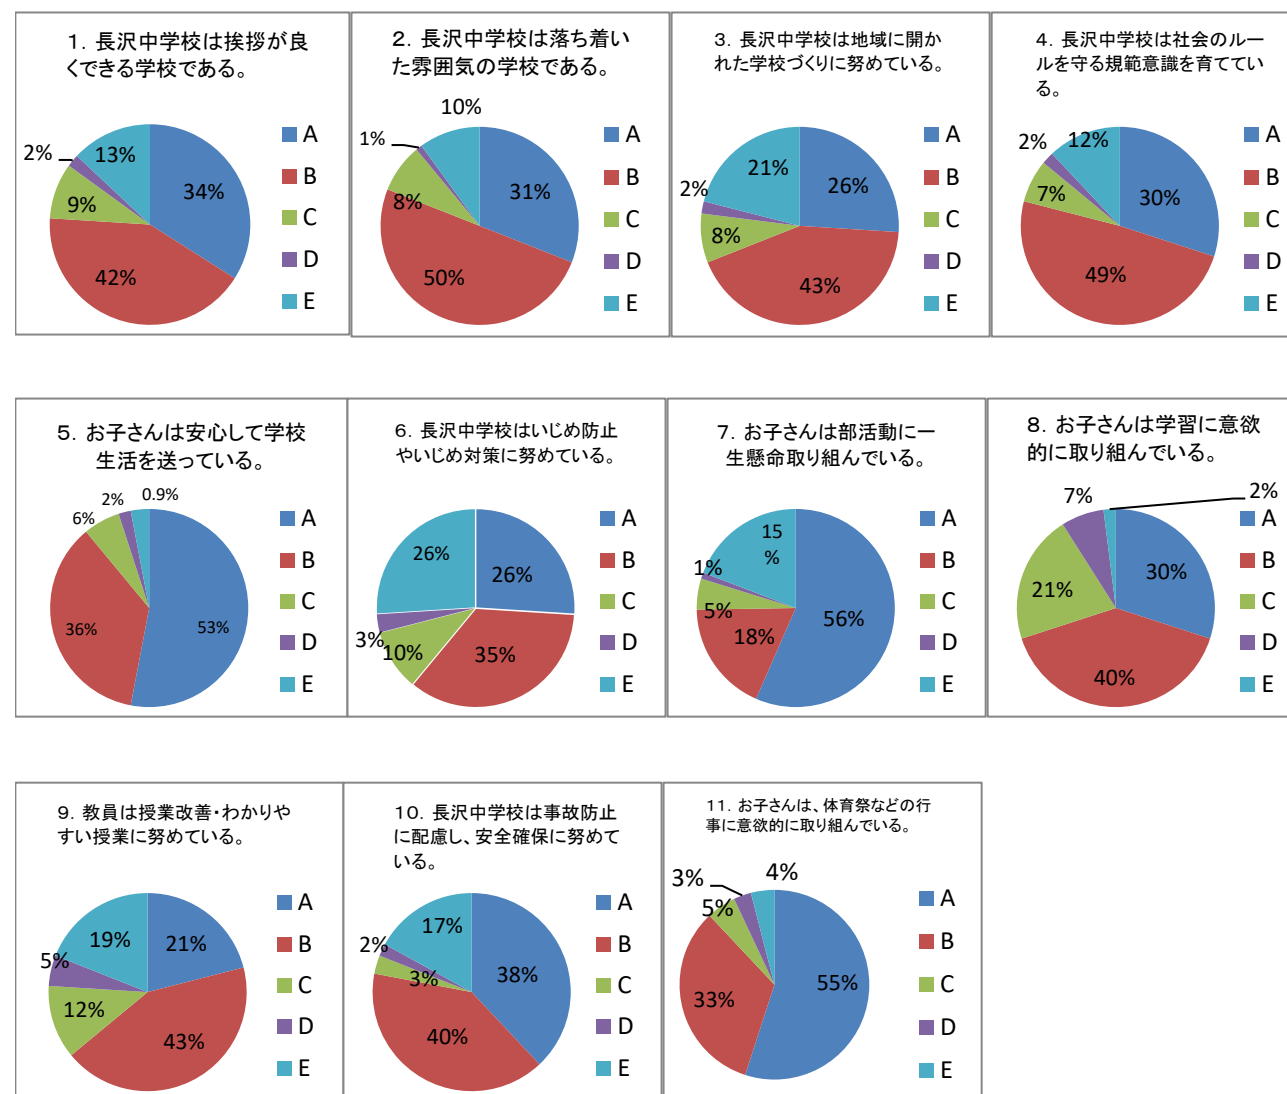 １．長沢中学校は挨拶が良
くできる学校である。
13%
2%
34%
9%
42%
A
B
C
D
E
２．長沢中学校は落ち着い
た雰囲気の学校である。
10%
1%
31%
8%
50%
A
B
C
D
E
３．長沢中学校は地域に開か
れた学校づくりに努めている。
21%
26%
2%
8%
43%
A
B
C
D
E
４．長沢中学校は社会のルー
ルを守る規範意識を育ててい
る。
12%
2%
7%
30%
49%
A
B
C
D
E
５．お子さんは安心して学校
生活を送っている。
2%
0.9%
6%
36%
53%
A
B
C
D
E
６．長沢中学校はいじめ防止
やいじめ対策に努めている。
26%
26%
3%
10%
35%
A
B
C
D
E
７．お子さんは部活動に一
生懸命取り組んでいる。
15
%
1%
5%
18%
56%
A
B
C
D
E
８．お子さんは学習に意欲
的に取り組んでいる。
7%
2%
30%
21%
40%
A
B
C
D
E
９．教員は授業改善・わかりや
すい授業に努めている。
19%
21%
5%
12%
43%
A
B
C
D
E
１０．長沢中学校は事故防止
に配慮し、安全確保に努めて
いる。
17%
2%
3%
38%
40%
A
B
C
D
E
１１．お子さんは、体育祭などの行
事に意欲的に取り組んでいる。
3%
4%
5%
33%
55%
A
B
C
D
E